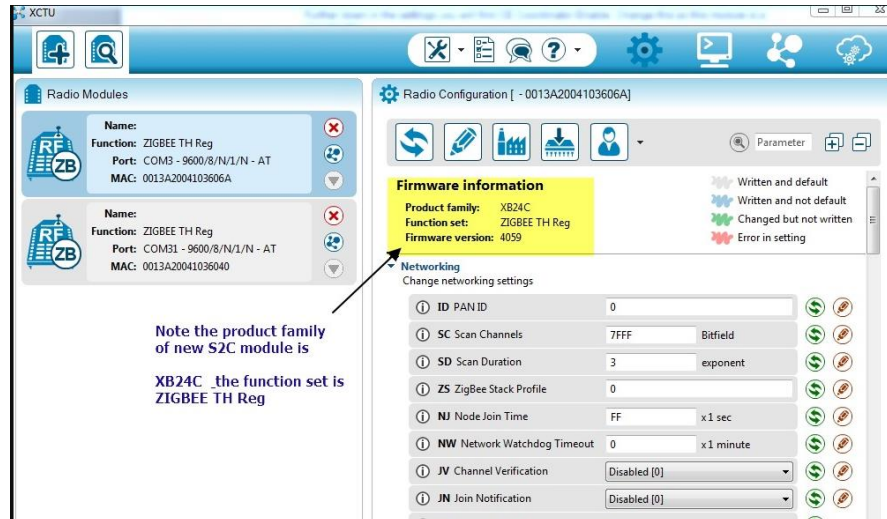 XCTU
Radio Modules
Name:
Function: ZIGBEE TH Reg
Port: COM3 - 9600/8/N/1/N - AT
MAC: 0013A2004103606A
Name:
Function: ZIGBEE TH Reg
Port: COM31 - 9600/8/N/1/N - AT
MAC: 0013A20041036040
RF
ZB
RF
ZB
Note the product family
of new S2C module is
XB24C _the function set is
ZIGBEE TH Reg
Radio Configuration [ - 0013A2004103606A]
Parameter
Firmware information
Product family: XB24C
Function set: ZIGBEE TH Reg
Firmware version: 4059
Written and default
Written and not default
Changed but not written
Error in setting
Networking
Change networking settings
ID PAN ID 0
SC Scan Channels 7FFF Bitfield
SD Scan Duration 3 exponent
ZS ZigBee Stack Profile 0
NJ Node Join Time FF x 1 sec
NW Network Watchdog Timeout 0 x 1 minute
JV Channel Verification Disabled [0]
JN Join Notification Disabled [0]